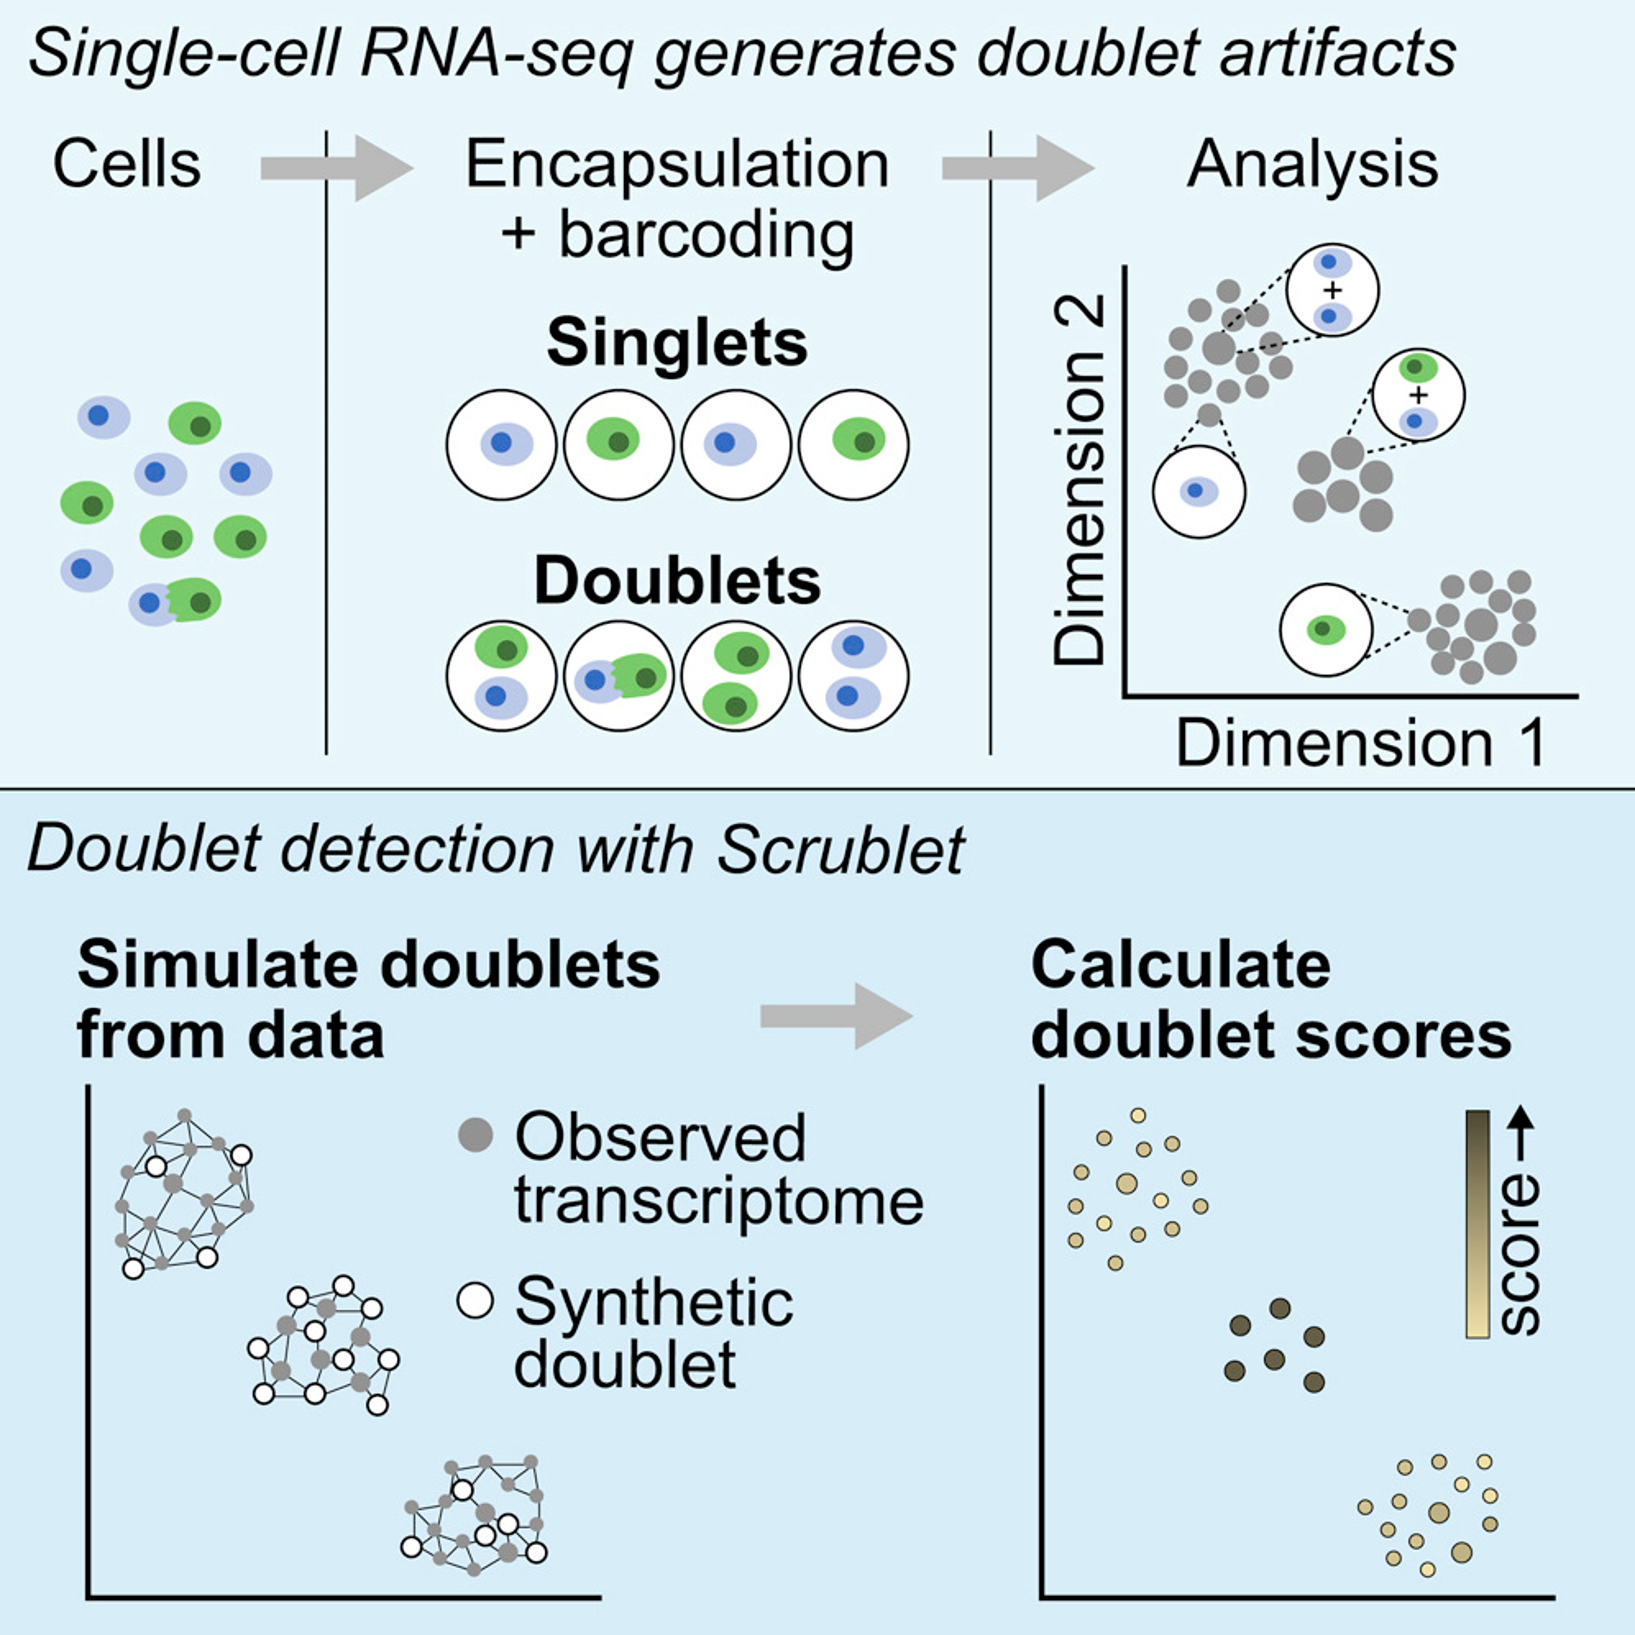 Single-cell RNA-seq generates doublet artifacts
Cells
Encapsulation
+ barcoding
Analysis
Singlets
Doublets
+
+
Dimension 2
Dimension 1
Doublet detection with Scrublet
Simulate doublets
from data
Observed
transcriptome
Synthetic
doublet
Calculate
doublet scores
score